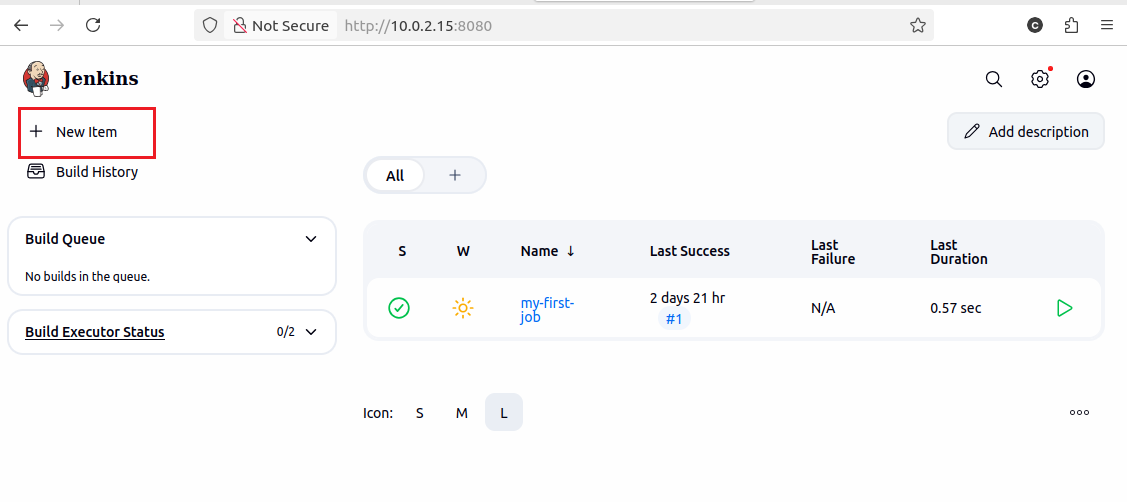 Not Secure http://10.0.2.15:8080
C
Jenkins
New Item
Add description
Build History
All +
Build Queue
No builds in the queue.
Build Executor Status 0/2
S W Name ↓ Last Success Last Failure Last Duration
my-first-job 2 days 21 hr #1 N/A 0.57 sec
Icon: S M L